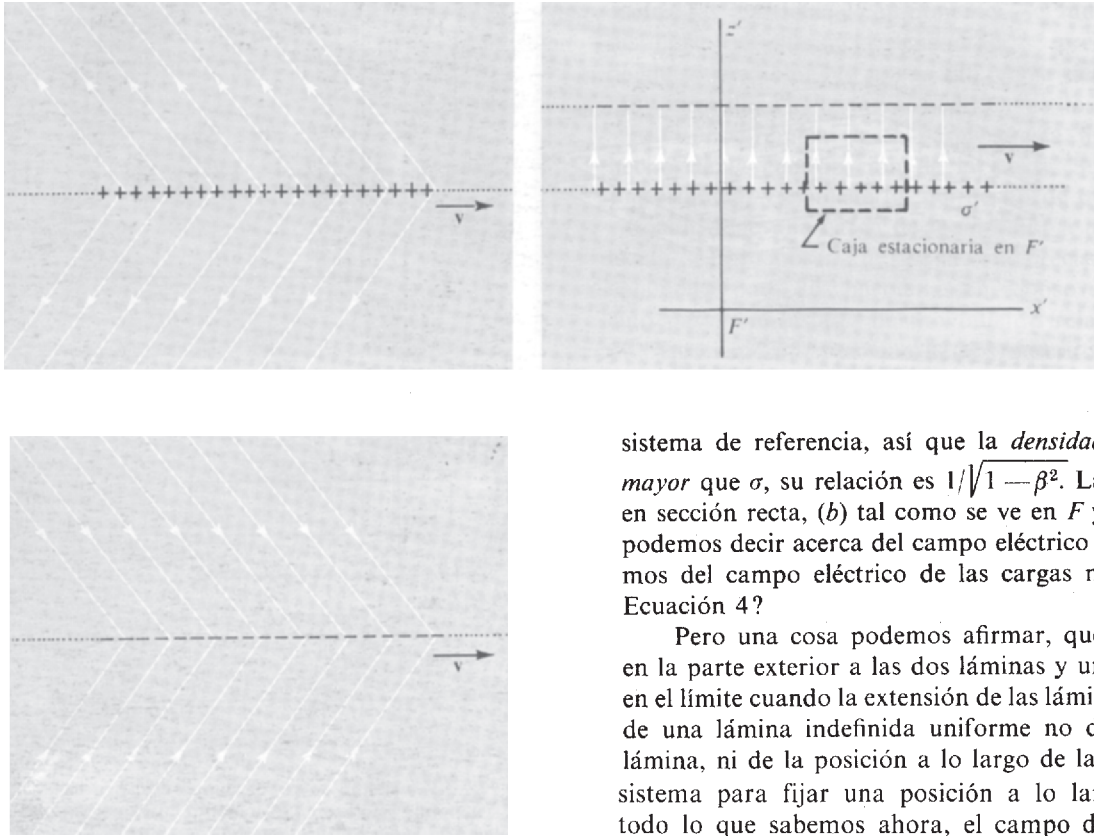 v
z'
v
σ'
Caja estacionaria en F'
x'
F'
v
sistema de referencia, así que la densidad
mayor que σ, su relación es 1/√1 — β². La
en sección recta, (b) tal como se ve en F y
podemos decir acerca del campo eléctrico
mos del campo eléctrico de las cargas
Ecuación 4?
Pero una cosa podemos afirmar, que
en la parte exterior a las dos láminas y
en el límite cuando la extensión de las
de una lámina indefinida uniforme no
lámina, ni de la posición a lo largo de
sistema para fijar una posición a lo
todo lo que sabemos ahora, el campo